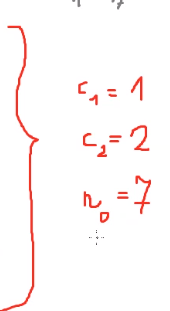 c₁ = 1
c₂ = 2
n₀ = 7